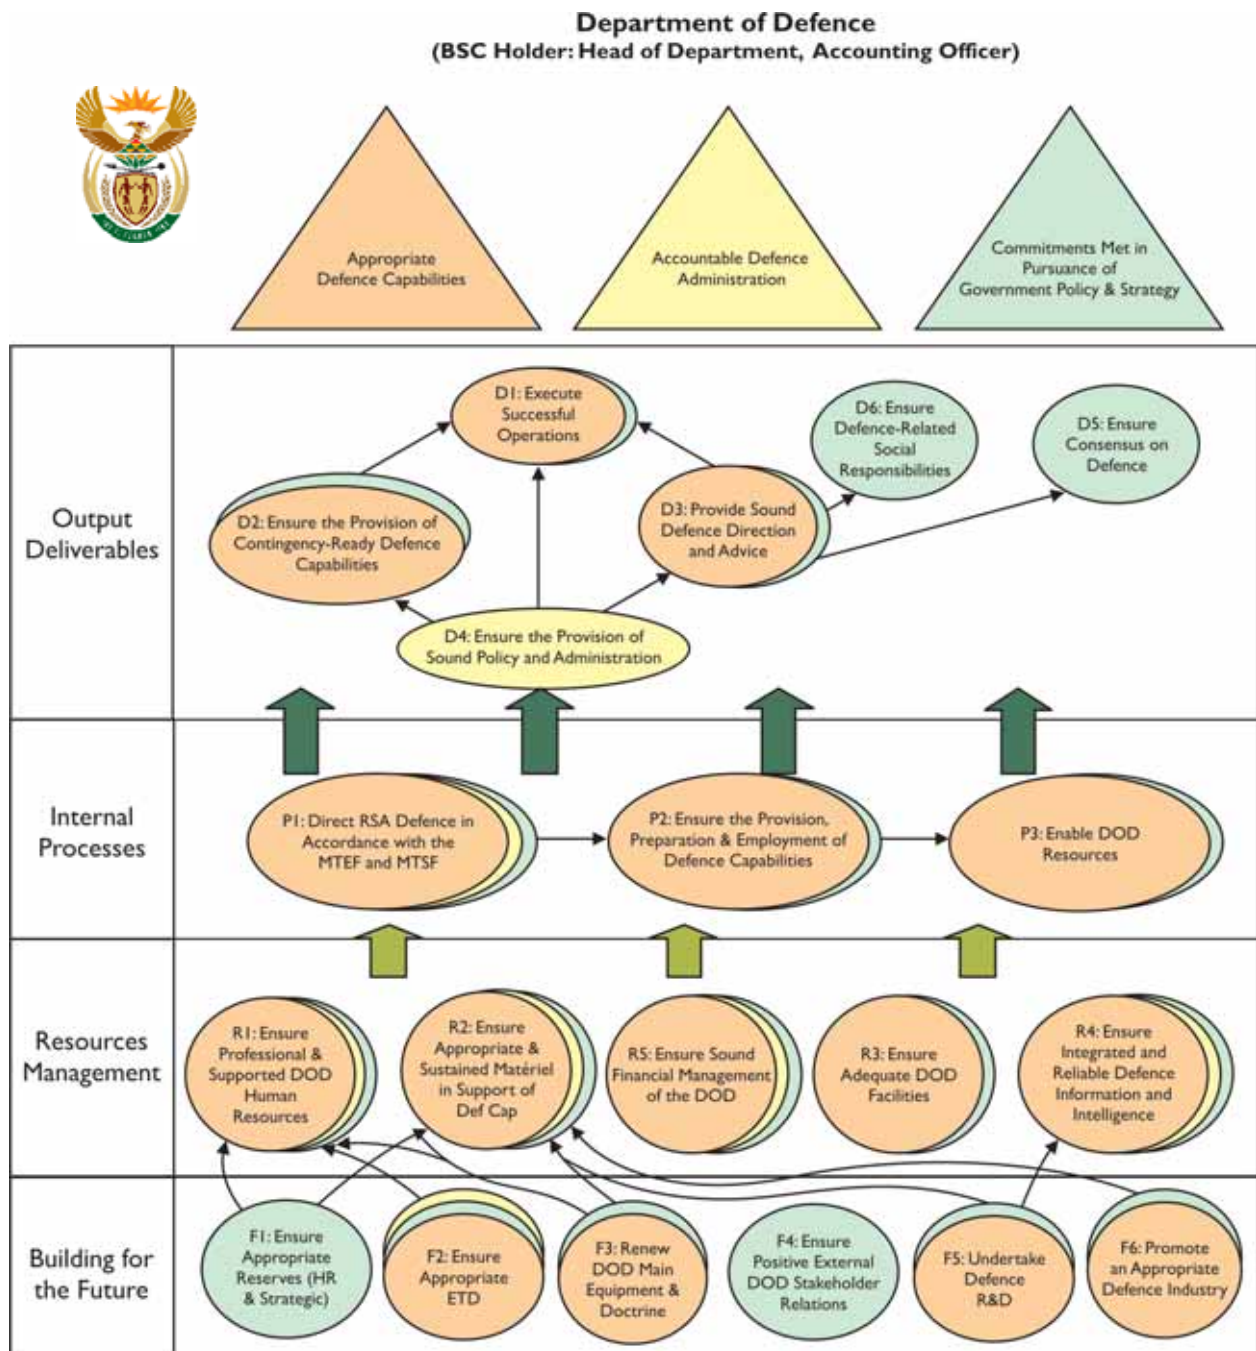 Department of Defence
(BSC Holder: Head of Department, Accounting Officer)
Appropriate
Defence Capabilities
Accountable Defence
Administration
Commitments Met in
Pursuance of
Government Policy & Strategy
Output
Deliverables
D1: Execute
Successful
Operations
D6: Ensure
Defence-Related
Social
Responsibilities
D5: Ensure
Consensus on
Defence
D2: Ensure the Provision of
Contingency-Ready Defence
Capabilities
D3: Provide Sound
Defence Direction
and Advice
D4: Ensure the Provision of
Sound Policy and Administration
Internal
Processes
P1: Direct RSA Defence in
Accordance with the
MTEF and MTSF
P2: Ensure the Provision,
Preparation & Employment of
Defence Capabilities
P3: Enable DOD
Resources
Resources
Management
R1: Ensure
Professional &
Supported DOD
Human
Resources
R2: Ensure
Appropriate &
Sustained Matériel
in Support of
Def Cap
R5: Ensure Sound
Financial Management
of the DOD
R3: Ensure
Adequate DOD
Facilities
R4: Ensure
Integrated and
Reliable Defence
Information and
Intelligence
Building for
the Future
F1: Ensure
Appropriate
Reserves (HR
& Strategic)
F2: Ensure
Appropriate
ETD
F3: Renew
DOD Main
Equipment &
Doctrine
F4: Ensure
Positive External
DOD Stakeholder
Relations
F5: Undertake
Defence
R&D
F6: Promote
an Appropriate
Defence Industry